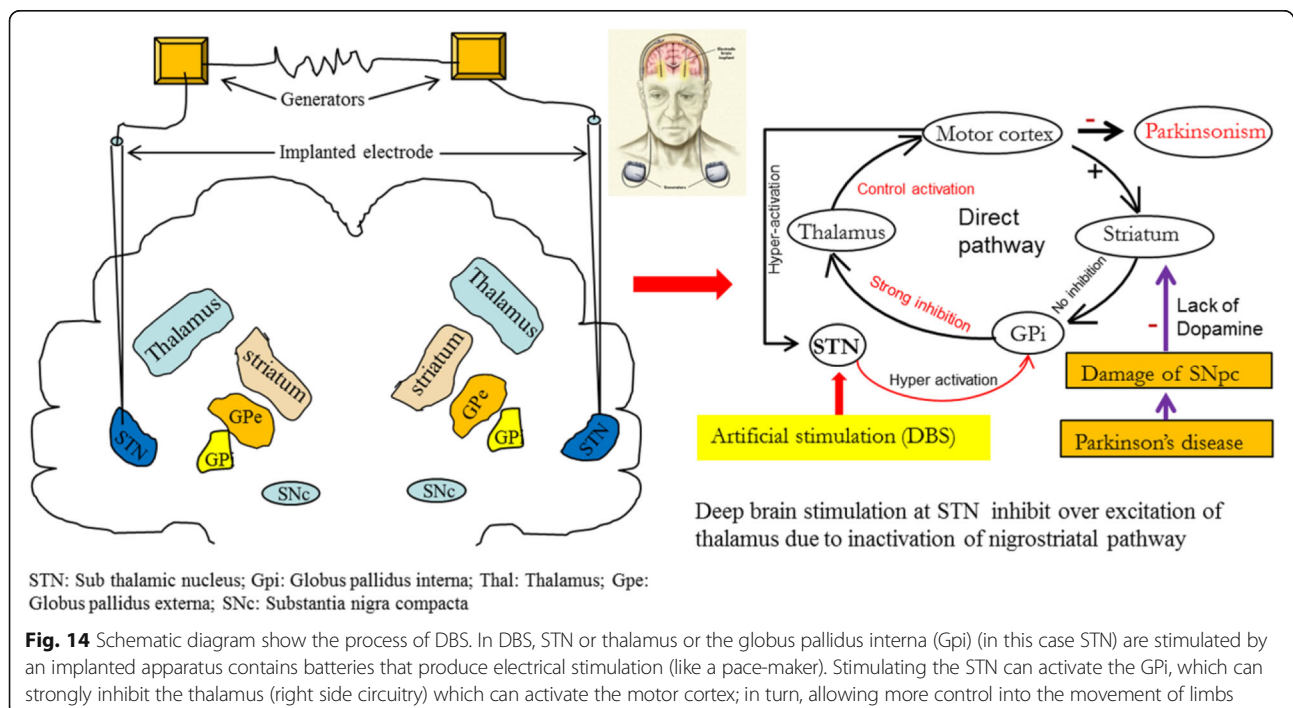 Generators
Implanted electrode
Thalamus
Thalamus
striatum
striatum
GPe
GPe
GPi
GPi
STN
STN
SNc
SNc
STN: Sub thalamic nucleus; Gpi: Globus pallidus interna; Thal: Thalamus; Gpe:
Globus pallidus externa; SNc: Substantia nigra compacta
Electrode
brain
implant
Generators
Motor cortex
-
Parkinsonism
+
Hyper-activation
Control activation
Direct
pathway
Thalamus
Striatum
Strong inhibition
No inhibition
GPi
STN
Hyper activation
-
Lack of
Dopamine
Damage of SNpc
Artificial stimulation (DBS)
Parkinson's disease
Deep brain stimulation at STN inhibit over excitation of
thalamus due to inactivation of nigrostriatal pathway
Fig. 14 Schematic diagram show the process of DBS. In DBS, STN or thalamus or the globus pallidus interna (Gpi) (in this case STN) are stimulated by
an implanted apparatus contains batteries that produce electrical stimulation (like a pace-maker). Stimulating the STN can activate the GPi, which can
strongly inhibit the thalamus (right side circuitry) which can activate the motor cortex; in turn, allowing more control into the movement of limbs